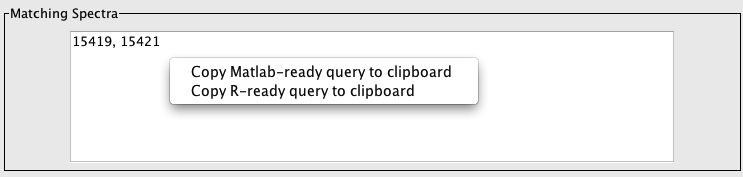 Matching Spectra
15419, 15421
Copy Matlab-ready query to clipboard
Copy R-ready query to clipboard